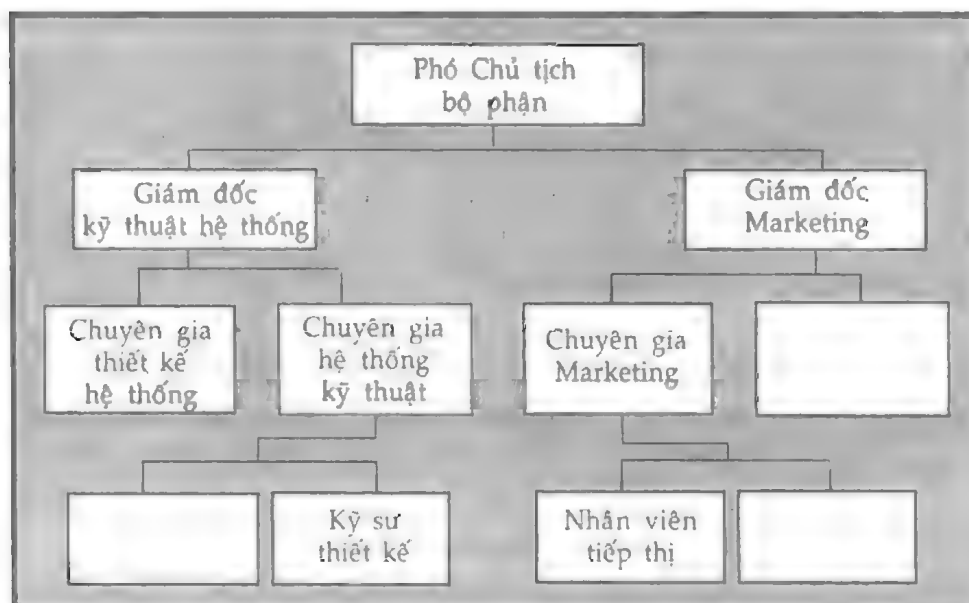 Phó Chủ tịch
bộ phận
Giám đốc
kỹ thuật hệ thống
Giám đốc
Marketing
Chuyên gia
thiết kế
hệ thống
Chuyên gia
hệ thống
kỹ thuật
Chuyên gia
Marketing
Kỹ sư
thiết kế
Nhân viên
tiếp thị